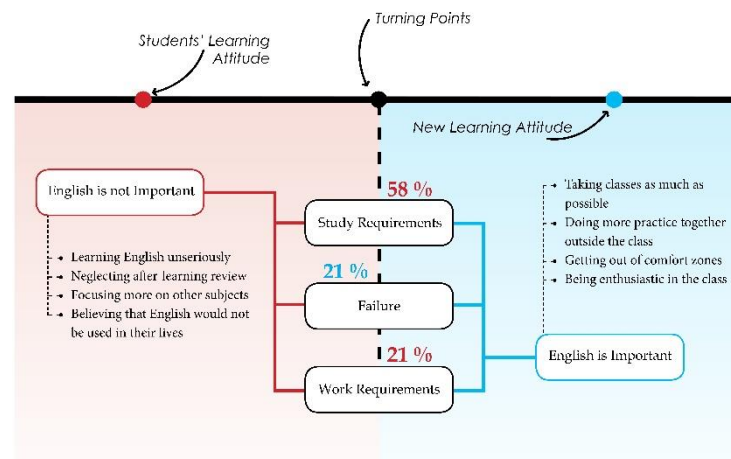 Turning Points
Students' Learning
Attitude
New Learning Attitude
English is not Important
Learning English unseriously
Neglecting after learning review
Focusing more on other subjects
Believing that English would not
be used in their lives
58 %
Study Requirements
21 %
Failure
21 %
Work Requirements
Taking classes as much as
possible
Doing more practice together
outside the class
Getting out of comfort zones
Being enthusiastic in the class
English is Important